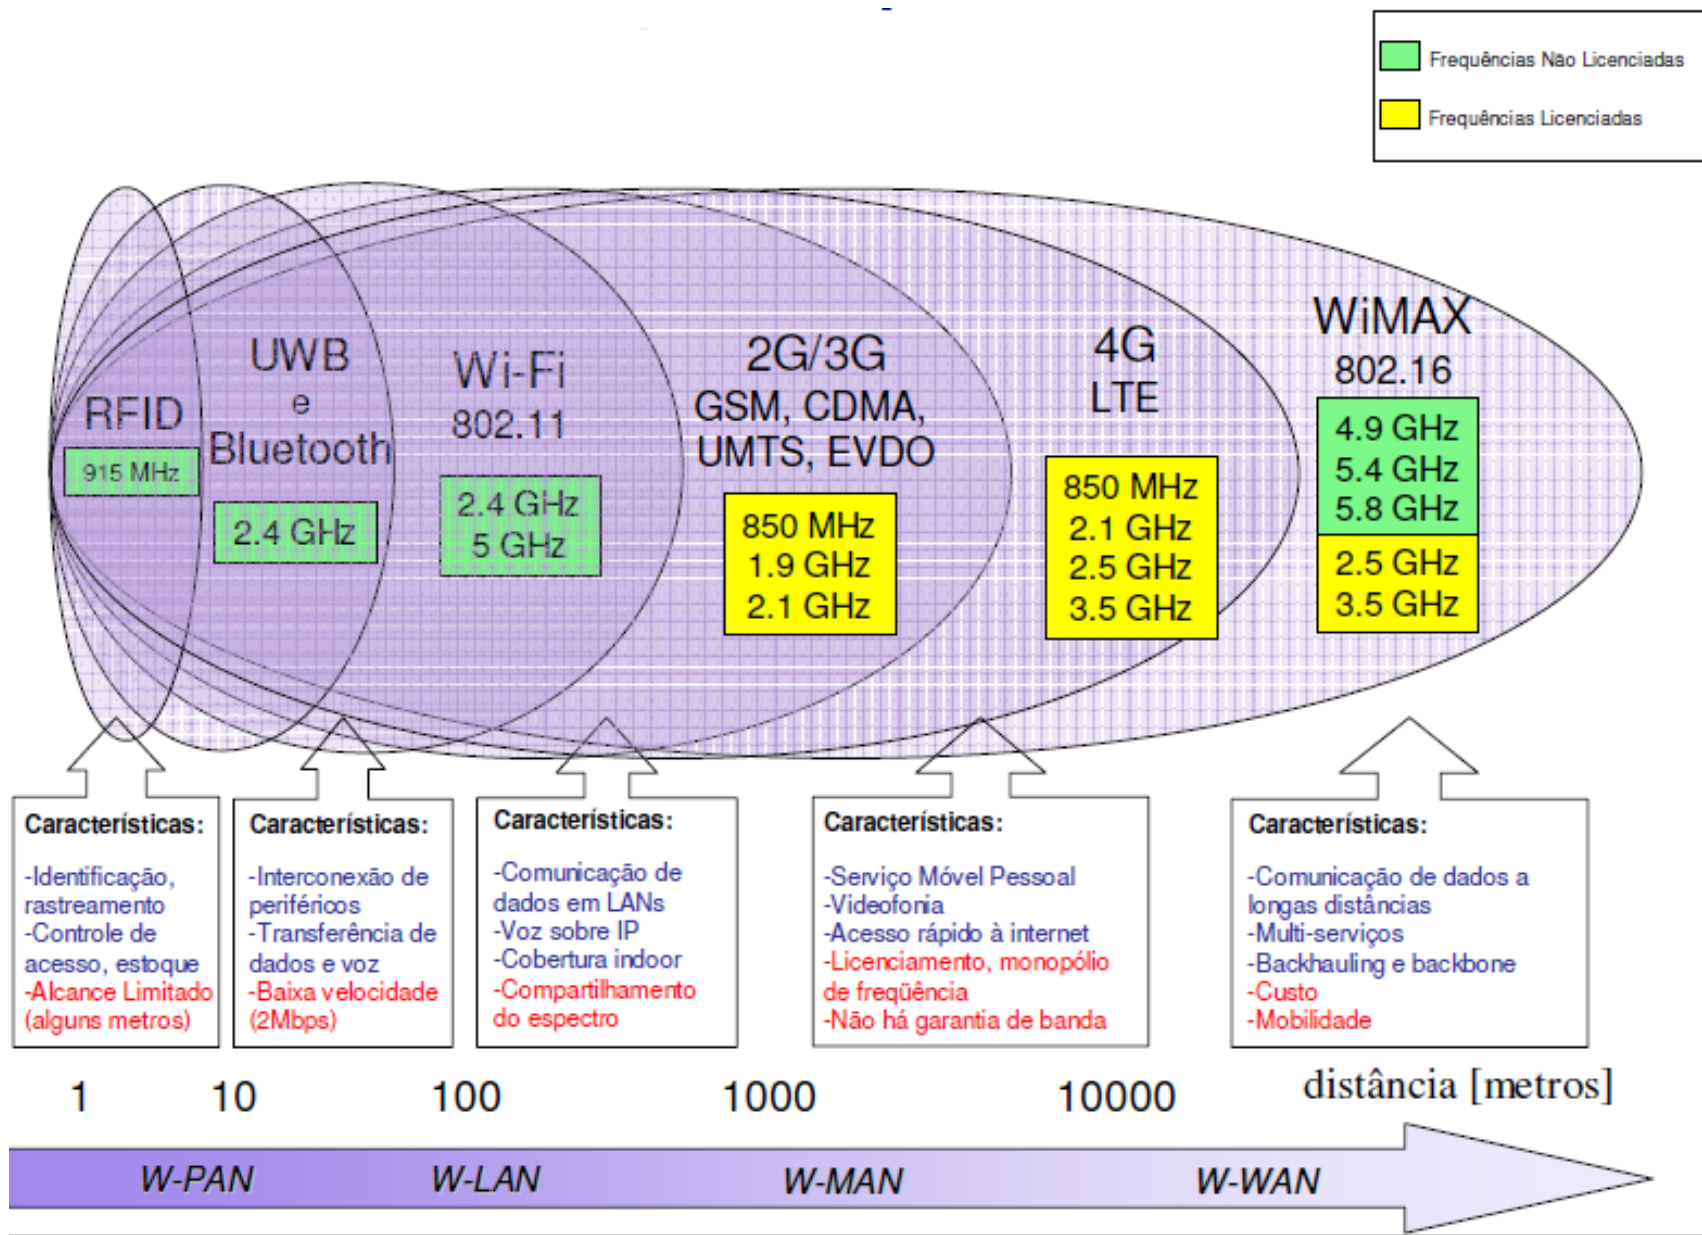 Frequências Não Licenciadas
Frequências Licenciadas
RFID
915 MHz
UWB
e
Bluetooth
2.4 GHz
Wi-Fi
802.11
2.4 GHz
5 GHz
2G/3G
GSM, CDMA,
UMTS, EVDO
850 MHz
1.9 GHz
2.1 GHz
4G
LTE
850 MHz
2.1 GHz
2.5 GHz
3.5 GHz
WiMAX
802.16
4.9 GHz
5.4 GHz
5.8 GHz
2.5 GHz
3.5 GHz
Características:
-Identificação,
rastreamento
-Controle de
acesso, estoque
-Alcance Limitado
(alguns metros)
Características:
-Interconexão de
periféricos
-Transferência de
dados e voz
-Baixa velocidade
(2Mbps)
Características:
-Comunicação de
dados em LANs
-Voz sobre IP
-Cobertura indoor
-Compartilhamento
do espectro
Características:
-Serviço Móvel Pessoal
-Videofonia
-Acesso rápido à internet
-Licenciamento, monopólio
de freqüência
-Não há garantia de banda
Características:
-Comunicação de dados a
longas distâncias
-Multi-serviços
-Backhauling e backbone
-Custo
-Mobilidade
1 10 100 1000 10000 distância [metros]
W-PAN W-LAN W-MAN W-WAN